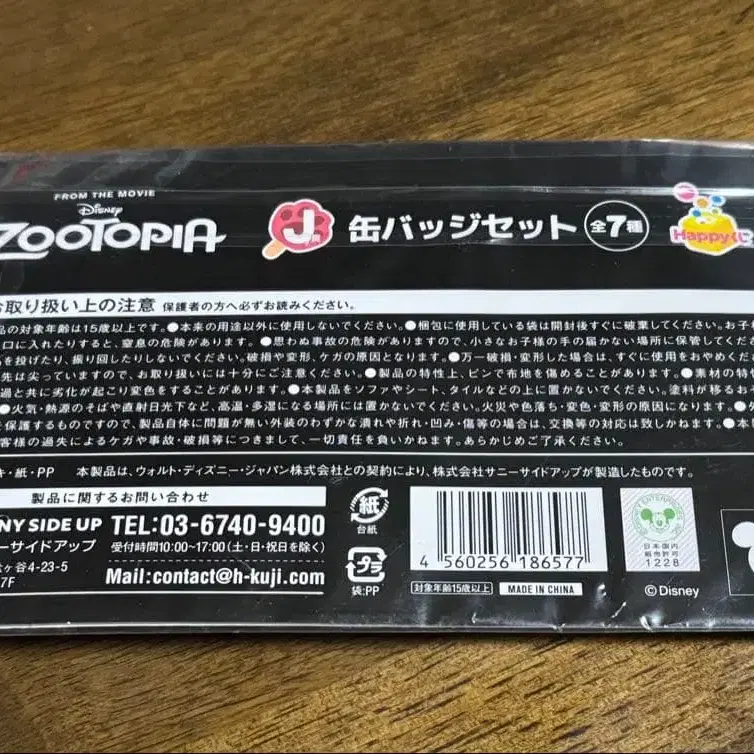 FROM THE MOVIE
Disney
ZOOTOPIA
J賞 缶バッジセット 全7種
Happyくじ
お取り扱い上の注意 保護者の方へ必ずお読みください。
品の対象年齢は15歳以上です。●本来の用途以外に使用しないでください。●梱包に使用している袋は開封後すぐに破棄してください。お子
口に入れたりすると、窒息の危険があります。●思わぬ事故の危険がありますので、小さなお子様の手の届かない場所に保管してくだ
を投げたり、振り回したりしないでください。破損や変形、ケガの原因となります。●万一破損・変形した場合は、すぐに使用をおやめくだ
先は尖っていますので、お取り扱いには十分にご注意ください。●製品の特性上、ピンで布地を傷めることがあります。●素材の特
過と共に劣化が起こり変色をすることがあります。●本製品をソファやシート、タイルなどの上に置かないでください。塗料が移るお
●火気・熱源のそばや直射日光下など、高温・多湿になる場所には置かないでください。火災や色落ち・変色・変形の原因になります。
を保護するものですので、製品自体に問題が無い外装のわずかな潰れや折れ・凹み・傷等の場合は、交換等の対応は致しかねます。●本
客様の過失によるケガや事故・破損等につきまして、一切責任を負いかねます。あらかじめご了承ください。
キ・紙・PP 本製品は、ウォルト・ディズニー・ジャパン株式会社との契約により、株式会社サニーサイドアップが製造したものです。
製品に関するお問い合わせ
NY SIDE UP
ーサイドアップ
ヶ谷4-23-5
7F
TEL:03-6740-9400
受付時間10:00~17:00(土・日・祝日を除く)
Mail:contact@h-kuji.com
紙
台紙
プラ
袋:PP
4 560256 186577
対象年齢15歳以上 MADE IN CHINA
日本国内
販売許可
1228
©Disney